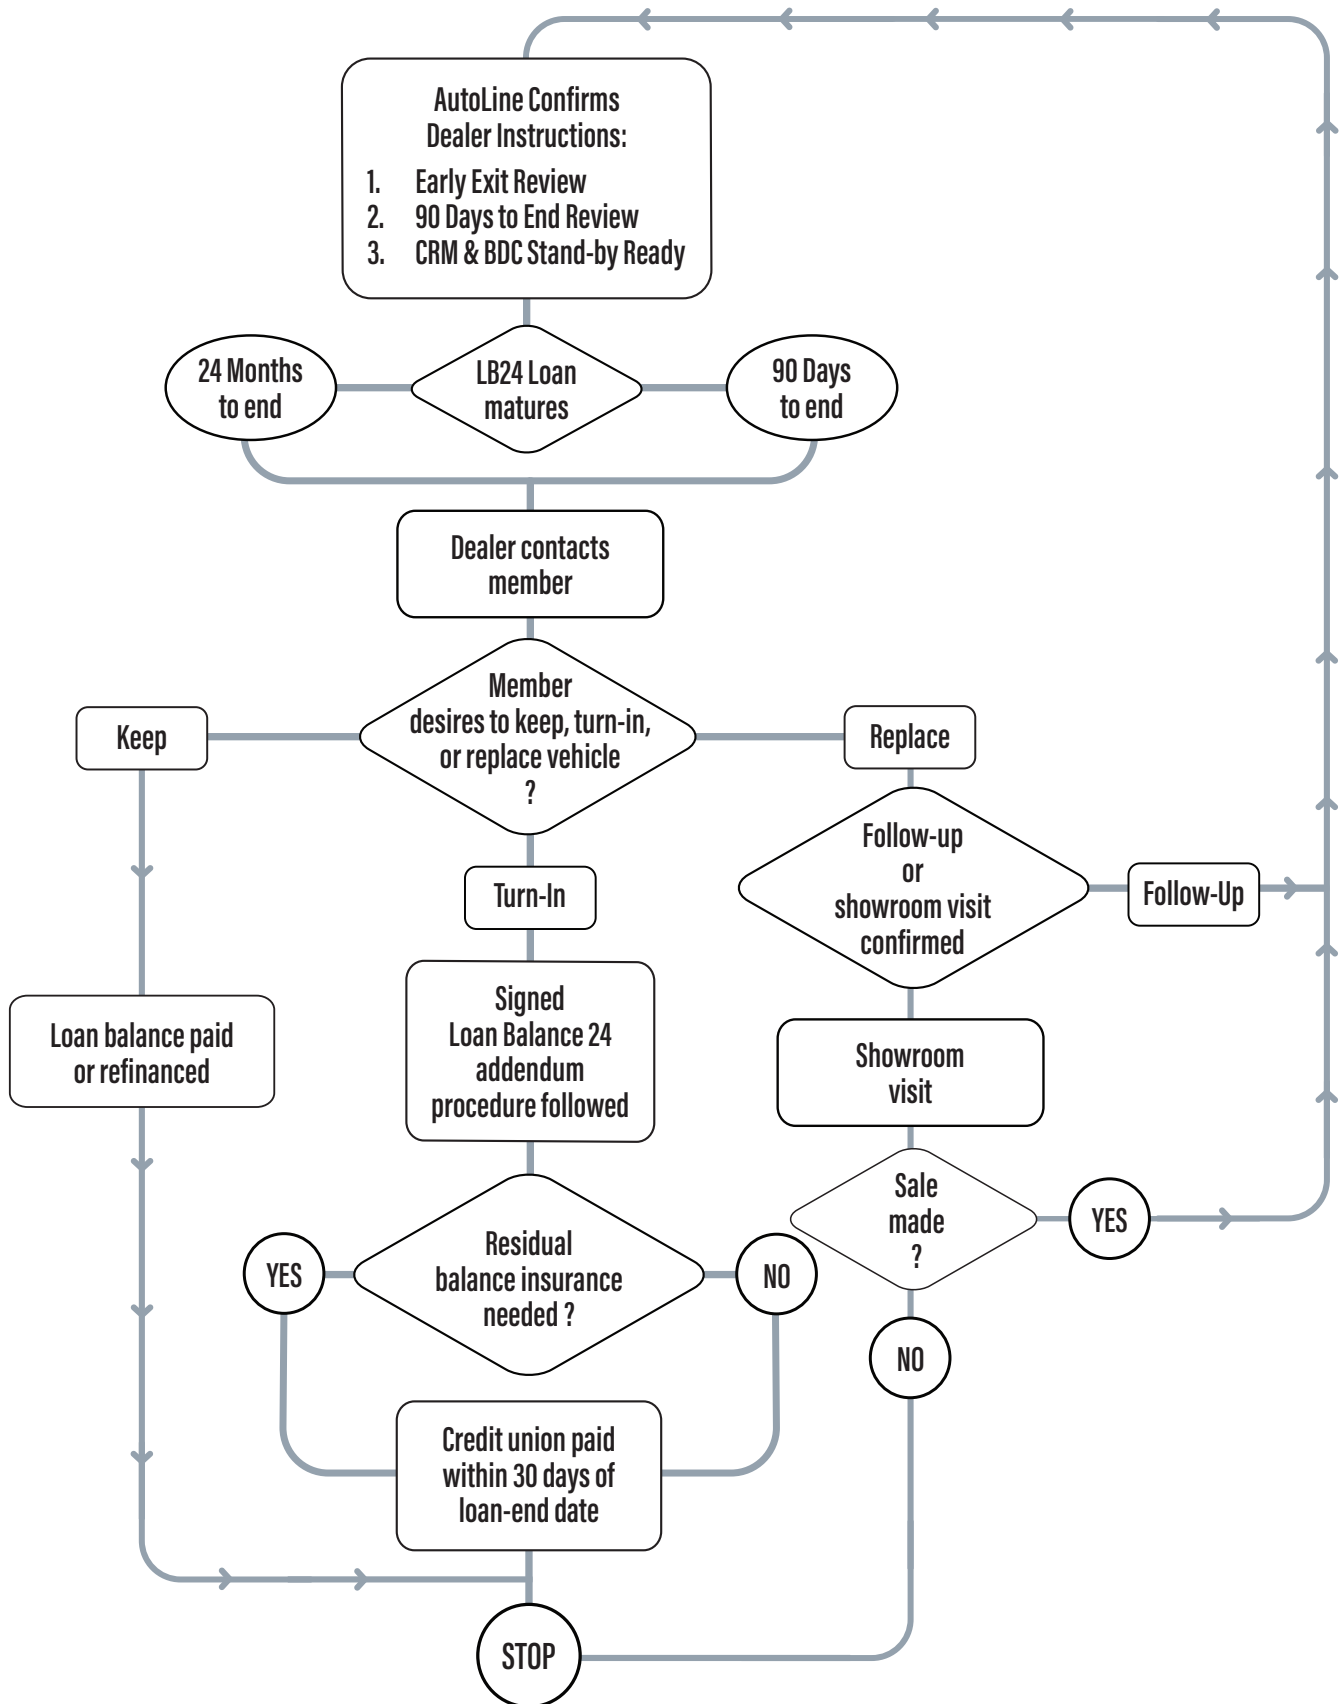 AutoLine Confirms
Dealer Instructions:
1. Early Exit Review
2. 90 Days to End Review
3. CRM & BDC Stand-by Ready
24 Months
to end
LB24 Loan
matures
90 Days
to end
Dealer contacts
member
Keep
Member
desires to keep, turn-in,
or replace vehicle
?
Replace
Follow-up
or
showroom visit
confirmed
Follow-Up
Turn-In
Signed
Loan Balance 24
addendum
procedure followed
Loan balance paid
or refinanced
Showroom
visit
Sale
made
?
YES
YES
Residual
balance insurance
needed ?
NO
NO
Credit union paid
within 30 days of
loan-end date
STOP